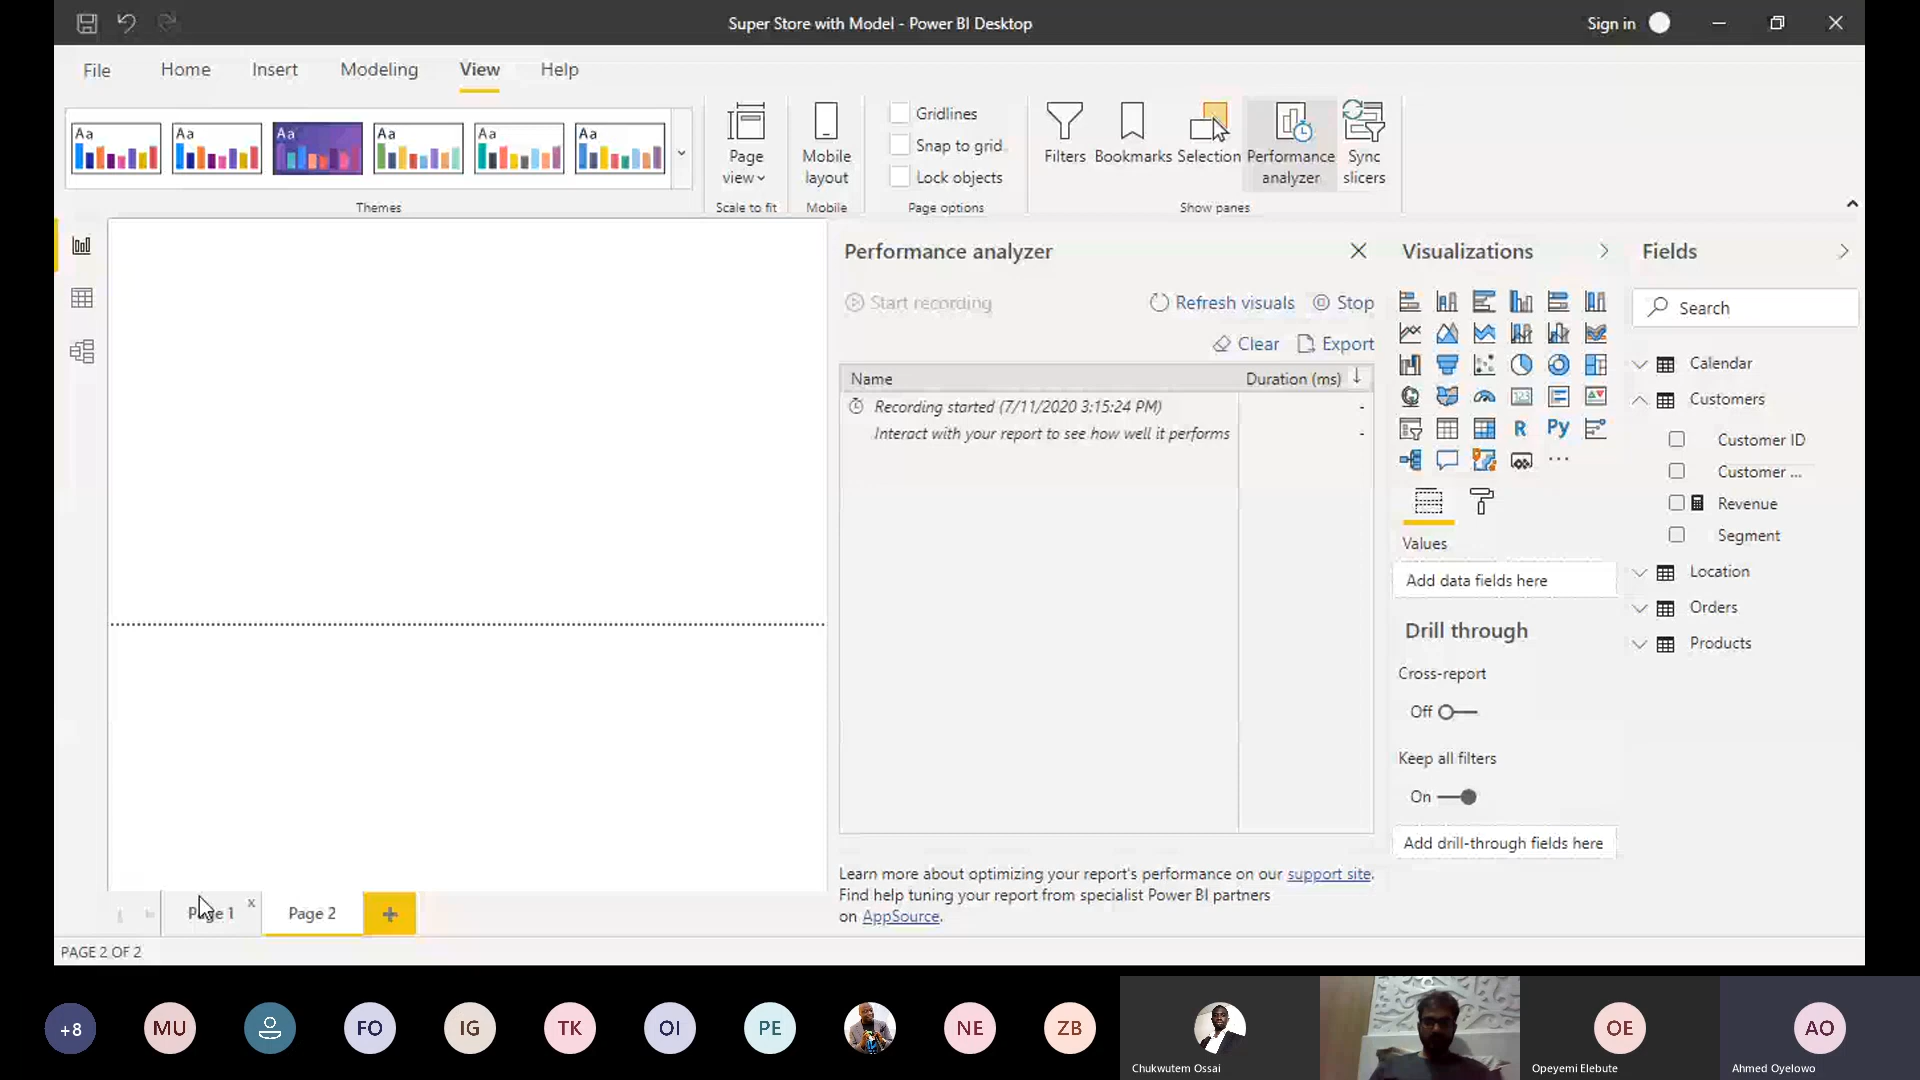 Super Store with Model - Power BI Desktop
Sign in
File Home Insert Modeling View Help
Aa Aa Aa Aa Aa Aa
Page view
Mobile layout
Gridlines
Snap to grid
Lock objects
Filters
Bookmarks
Selection
Performance analyzer
Sync slicers
Themes
Scale to fit
Mobile
Page options
Show panes
Performance analyzer
Start recording
Refresh visuals
Stop
Clear
Export
Name Duration (ms)
Recording started (7/11/2020 3:15:24 PM) -
Interact with your report to see how well it performs -
Learn more about optimizing your report's performance on our support site.
Find help tuning your report from specialist Power BI partners
on AppSource.
Visualizations
R Py
Values
Add data fields here
Drill through
Cross-report
Off
Keep all filters
On
Add drill-through fields here
Fields
Search
Calendar
Customers
Customer ID
Customer ...
Revenue
Segment
Location
Orders
Products
Page 1 x
Page 2
+
PAGE 2 OF 2
+8 MU FO IG TK OI PE NE ZB OE AO
Chukwutem Ossai
Opeyemi Elebute
Ahmed Oyelowo